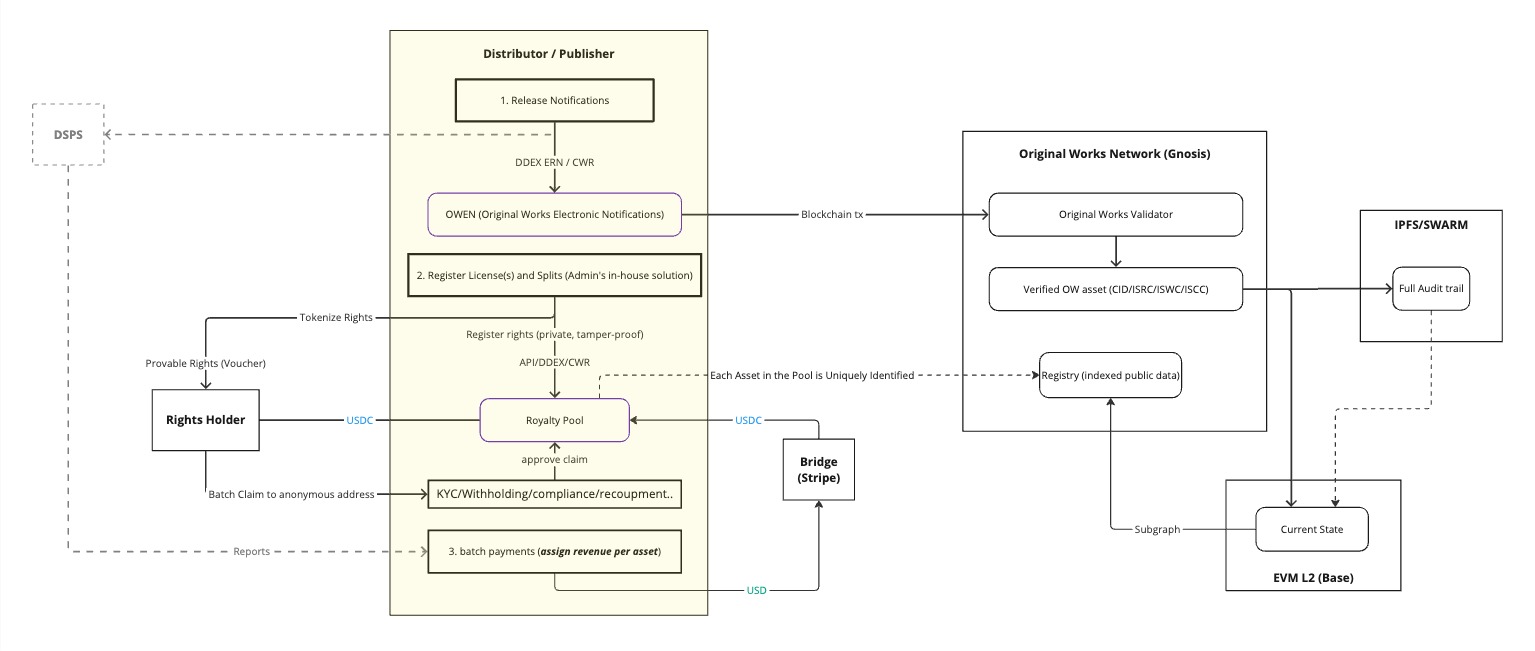 Distributor / Publisher
1. Release Notifications
DSPS
DDEX ERN / CWR
OWEN (Original Works Electronic Notifications)
Blockchain tx
Original Works Network (Gnosis)
Original Works Validator
Verified OW asset (CID/ISRC/ISWC/ISCC)
IPFS/SWARM
Full Audit trail
2. Register License(s) and Splits (Admin's in-house solution)
Tokenize Rights
Register rights (private, tamper-proof)
Provable Rights (Voucher)
API/DDEX/CWR
Each Asset in the Pool is Uniquely Identified
Registry (indexed public data)
Rights Holder
USDC
Royalty Pool
USDC
approve claim
Bridge
(Stripe)
Batch Claim to anonymous address
KYC/Withholding/compliance/recoupment..
Reports
3. batch payments (assign revenue per asset)
USD
Subgraph
Current State
EVM L2 (Base)